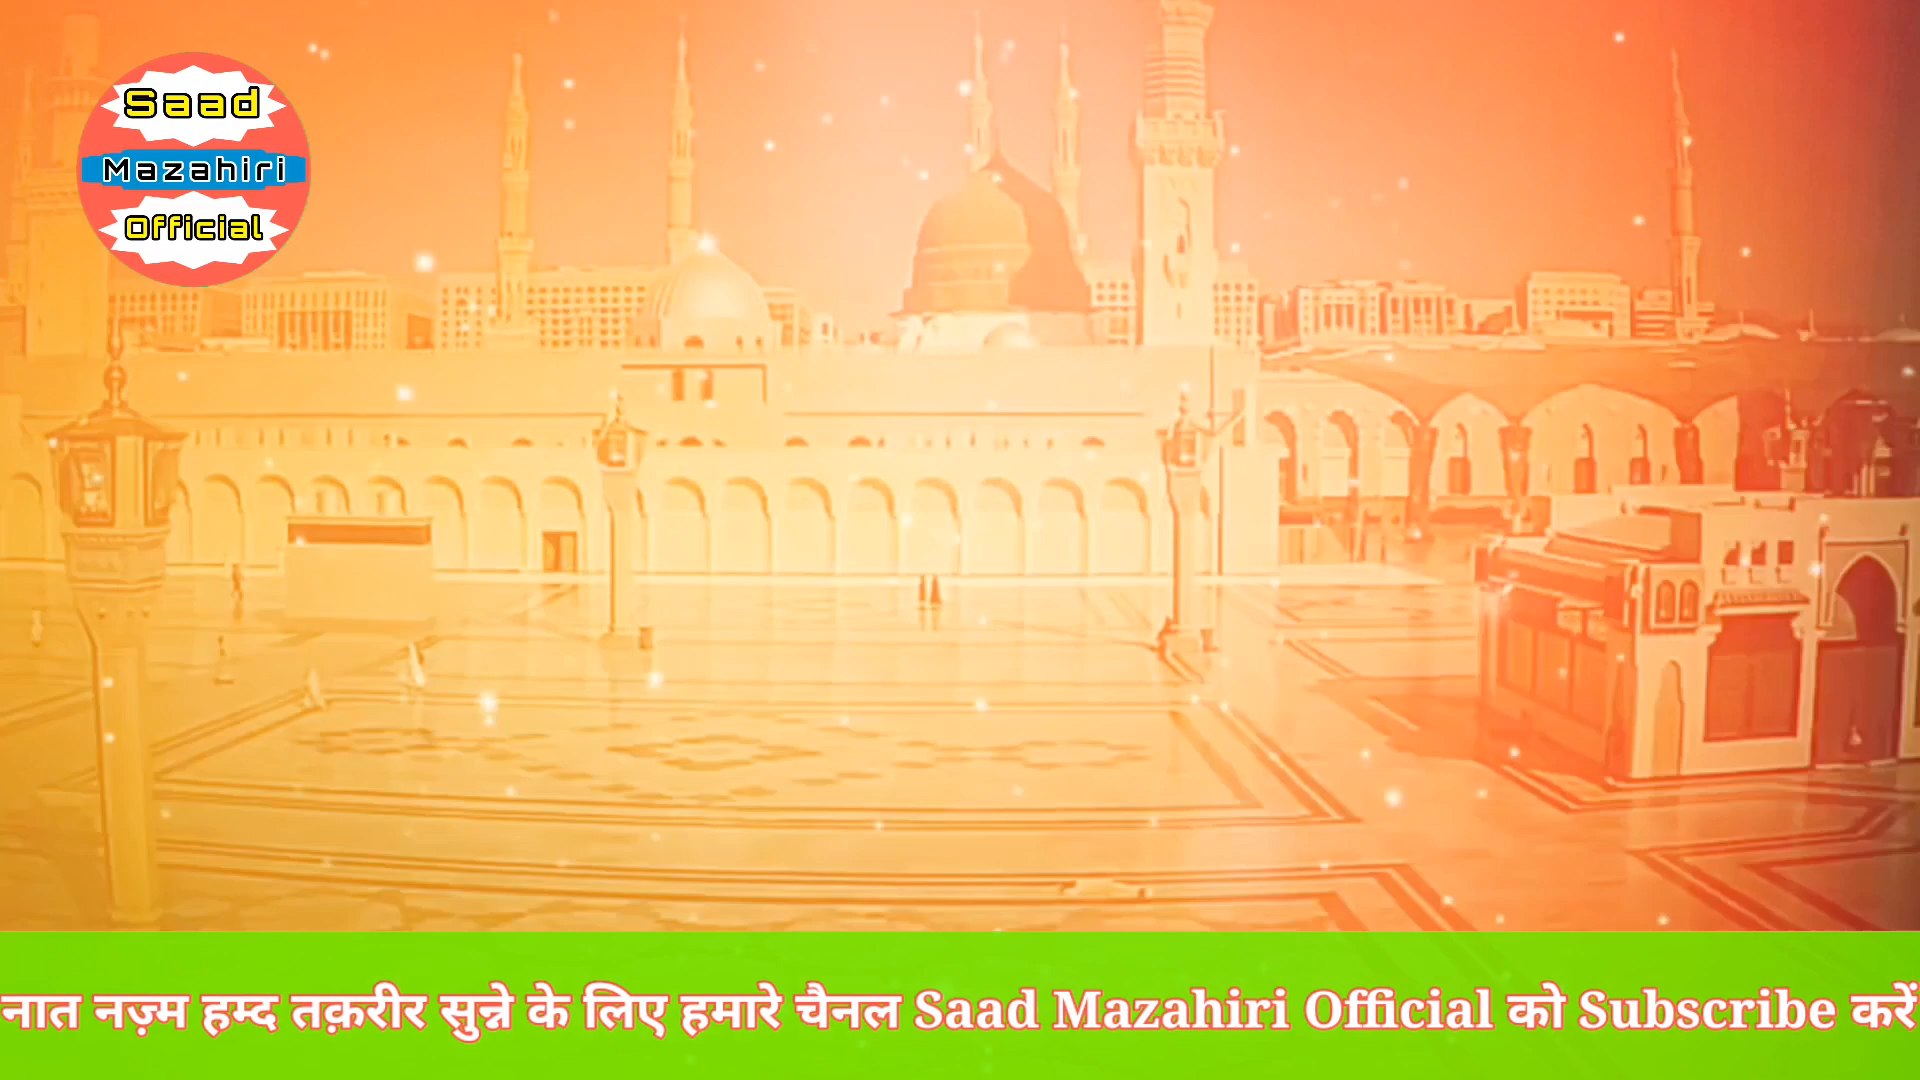 Saad
Mazahiri
Official
नात नज़्म हम्द तक़रीर सुन्ने के लिए हमारे चैनल Saad Mazahiri Official को Subscribe करें